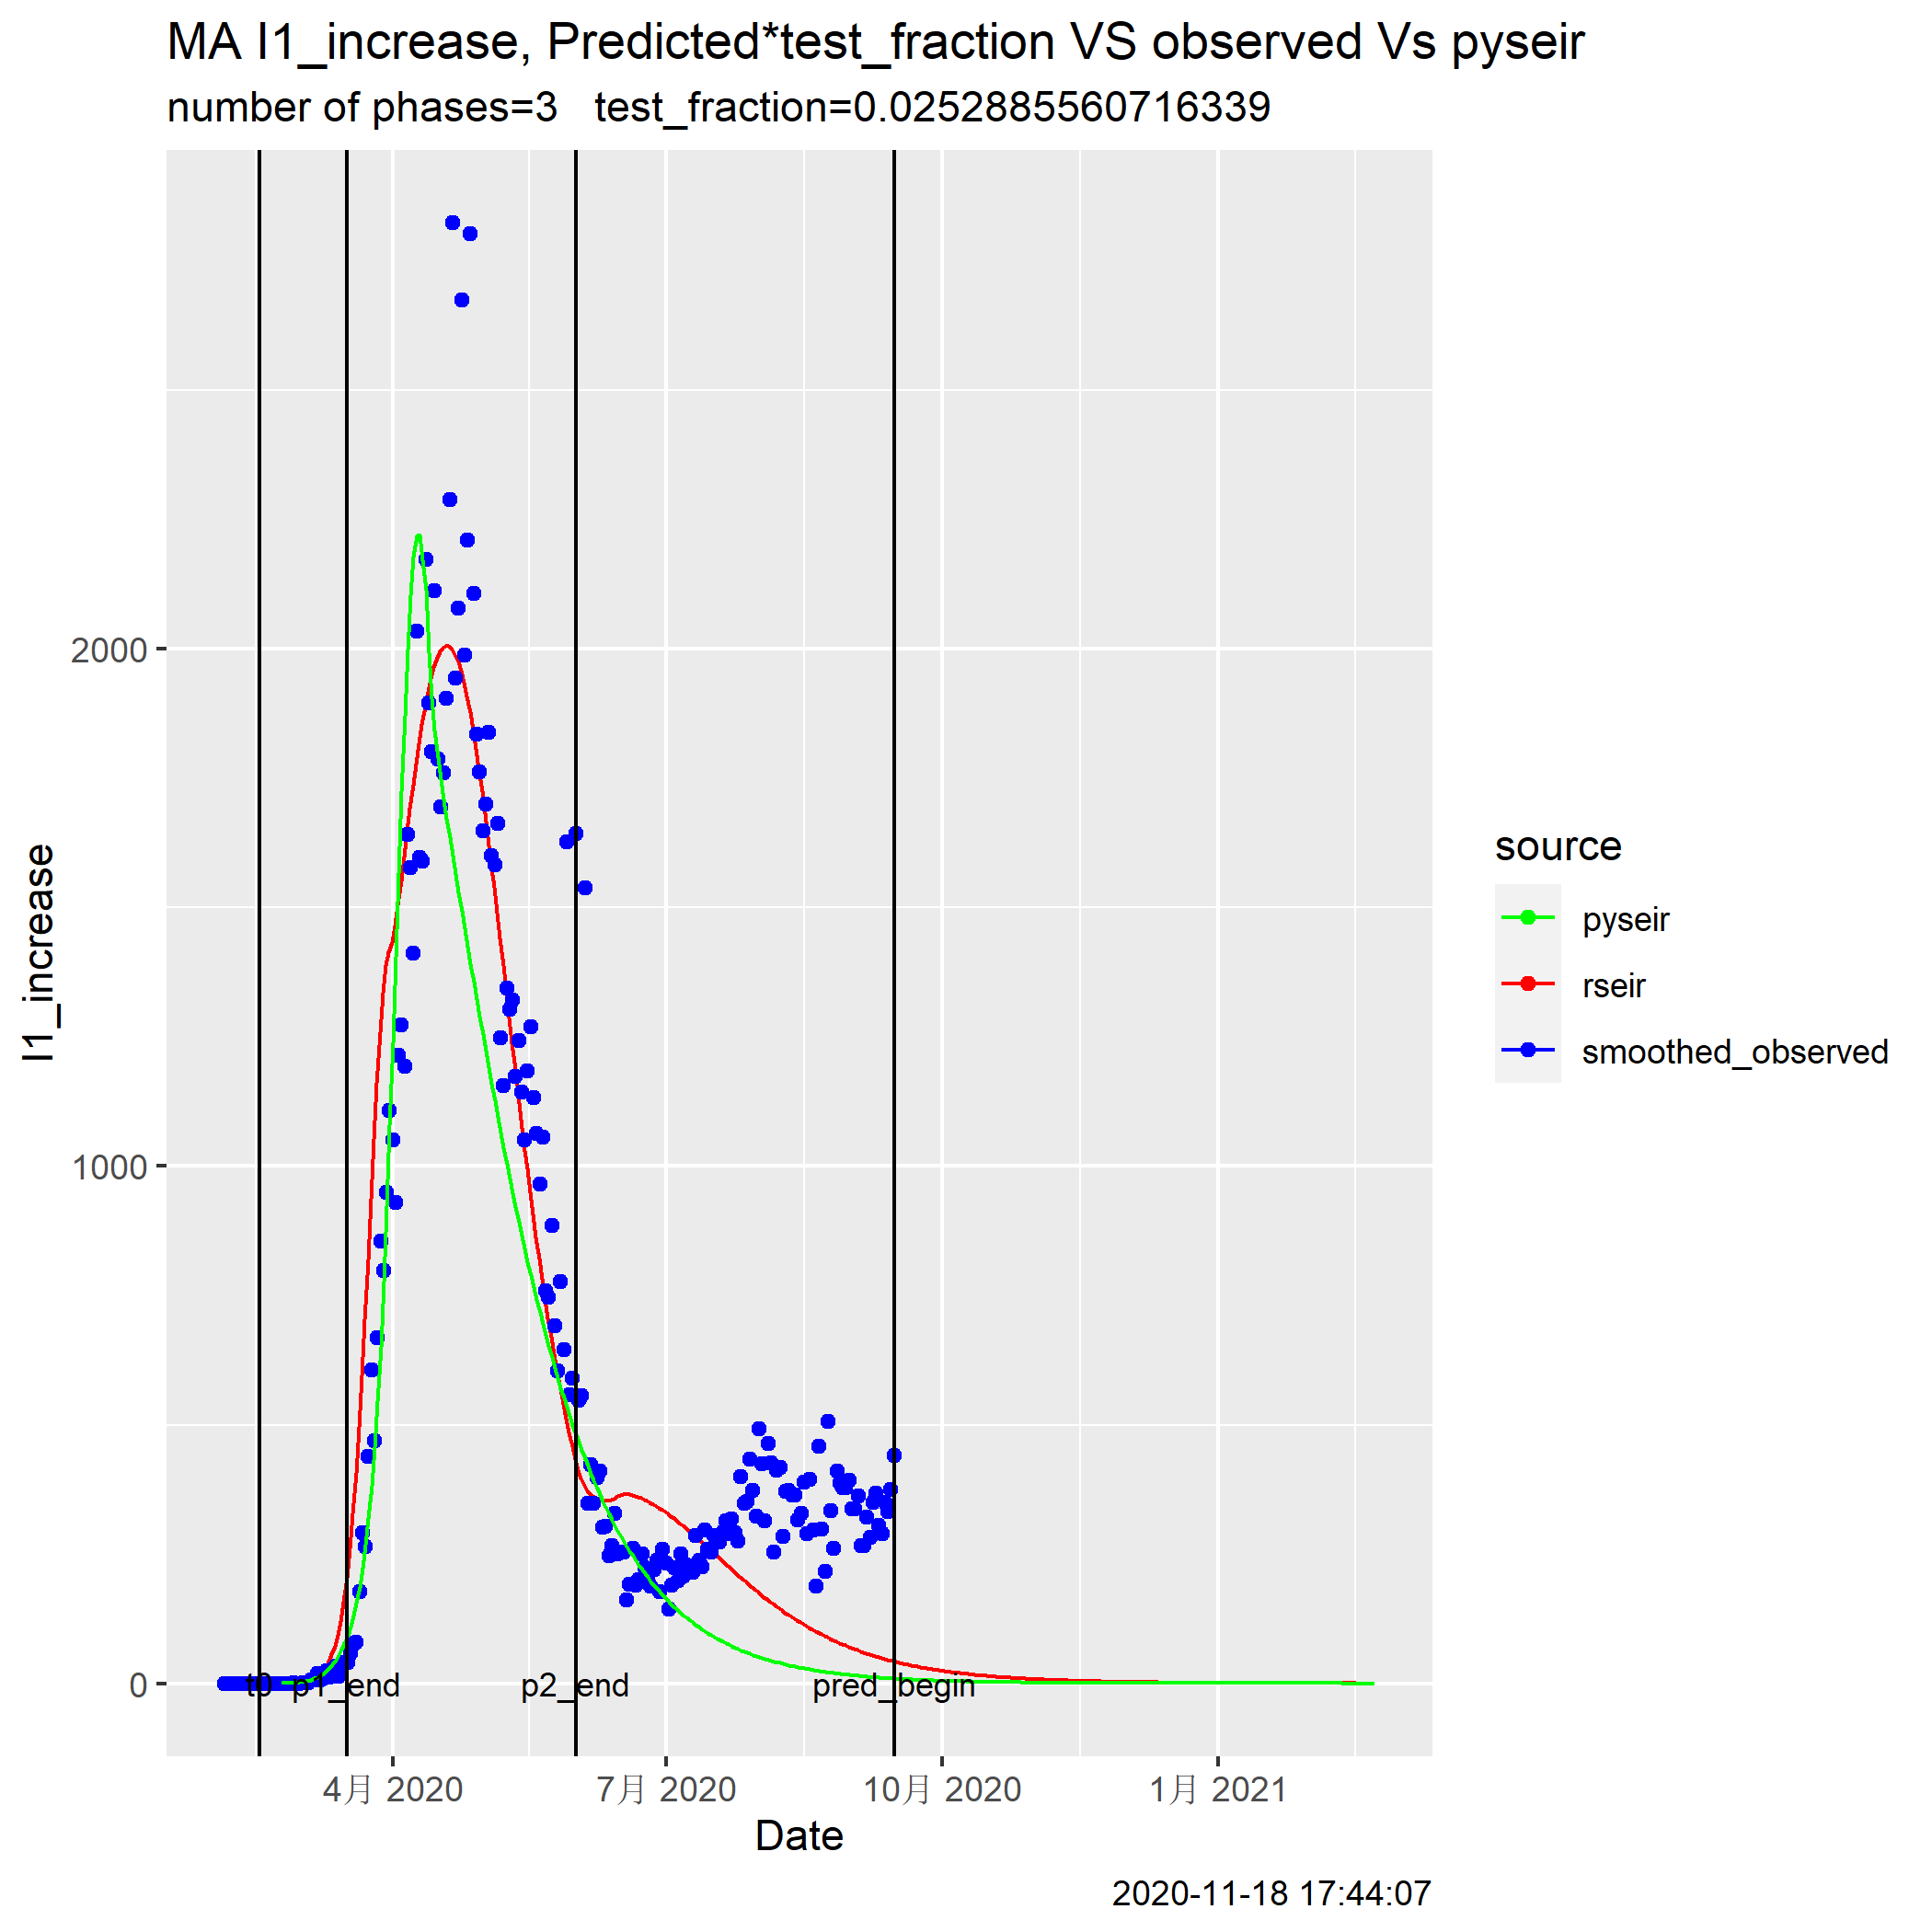 MA I1_increase, Predicted*test_fraction VS observed Vs pyseir
number of phases=3   test_fraction=0.0252885560716339
I1_increase
2000
1000
0
t0 p1_end p2_end pred_begin
4月 2020 7月 2020 10月 2020 1月 2021
Date
source
pyseir
rseir
smoothed_observed
2020-11-18 17:44:07